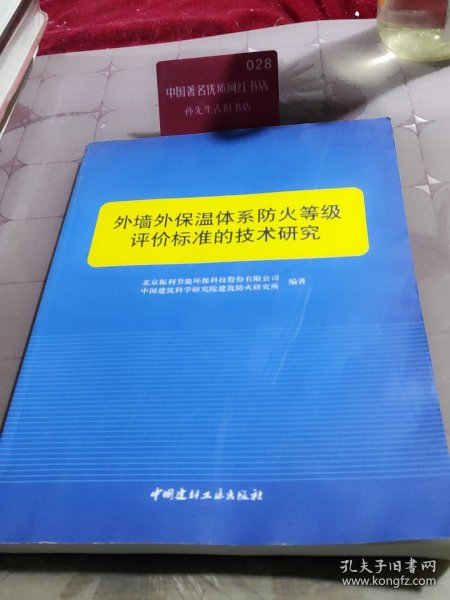 028
中国著名优质网红书店
孙先生古旧书店
外墙外保温体系防火等级
评价标准的技术研究
北京振利节能环保科技股份有限公司
中国建筑科学研究院建筑防火研究所
编著
中国建材工业出版社
孔夫子旧书网
www.kongfz.com